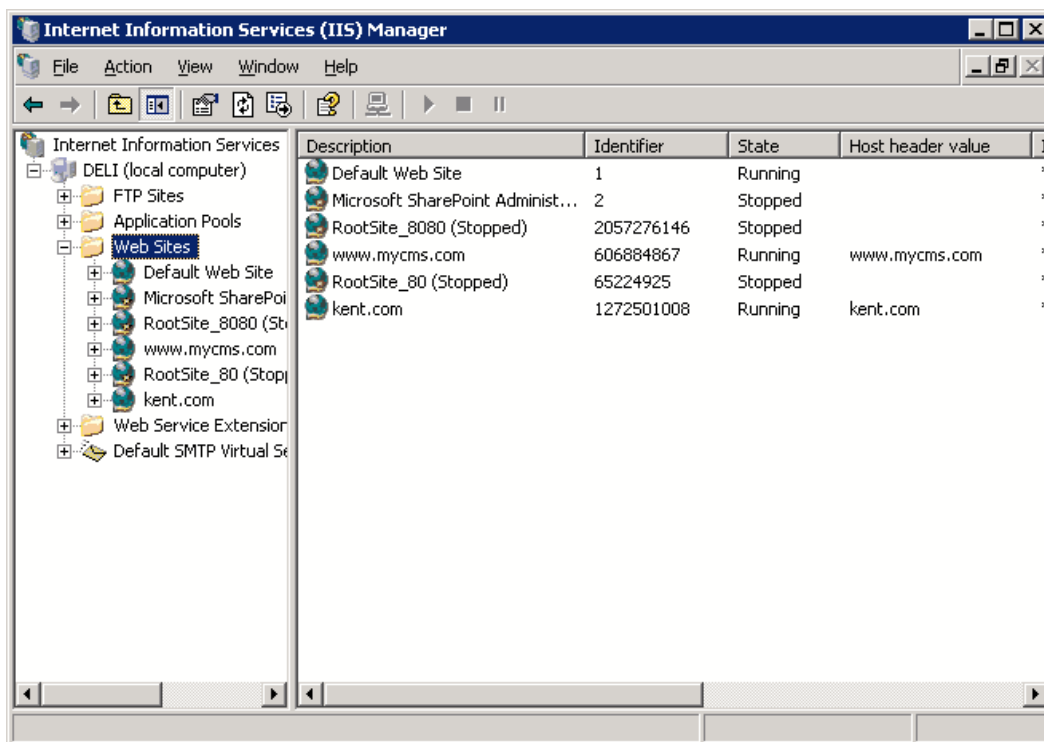 Internet Information Services (IIS) Manager
File Action View Window Help
Internet Information Services
DELI (local computer)
FTP Sites
Application Pools
Web Sites
Default Web Site
Microsoft SharePoi
RootSite_8080 (St
www.mycms.com
RootSite_80 (Stop
kent.com
Web Service Extension
Default SMTP Virtual Se
Description Identifier State Host header value
Default Web Site 1 Running
Microsoft SharePoint Administ... 2 Stopped
RootSite_8080 (Stopped) 2057276146 Stopped
www.mycms.com 606884867 Running www.mycms.com
RootSite_80 (Stopped) 65224925 Stopped
kent.com 1272501008 Running kent.com